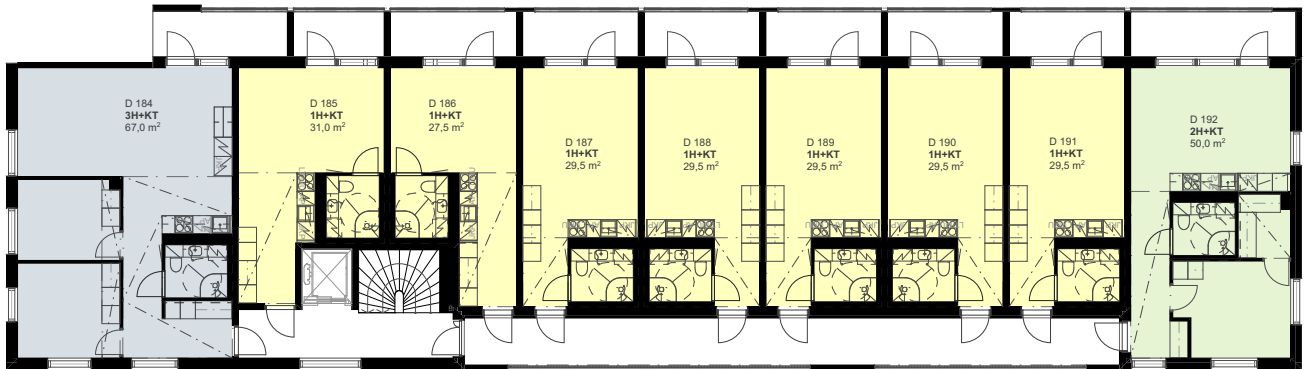 D 184
3H+KT
67,0 m²
D 185
1H+KT
31,0 m²
D 186
1H+KT
27,5 m²
D 187
1H+KT
29,5 m²
D 188
1H+KT
29,5 m²
D 189
1H+KT
29,5 m²
D 190
1H+KT
29,5 m²
D 191
1H+KT
29,5 m²
D 192
2H+KT
50,0 m²